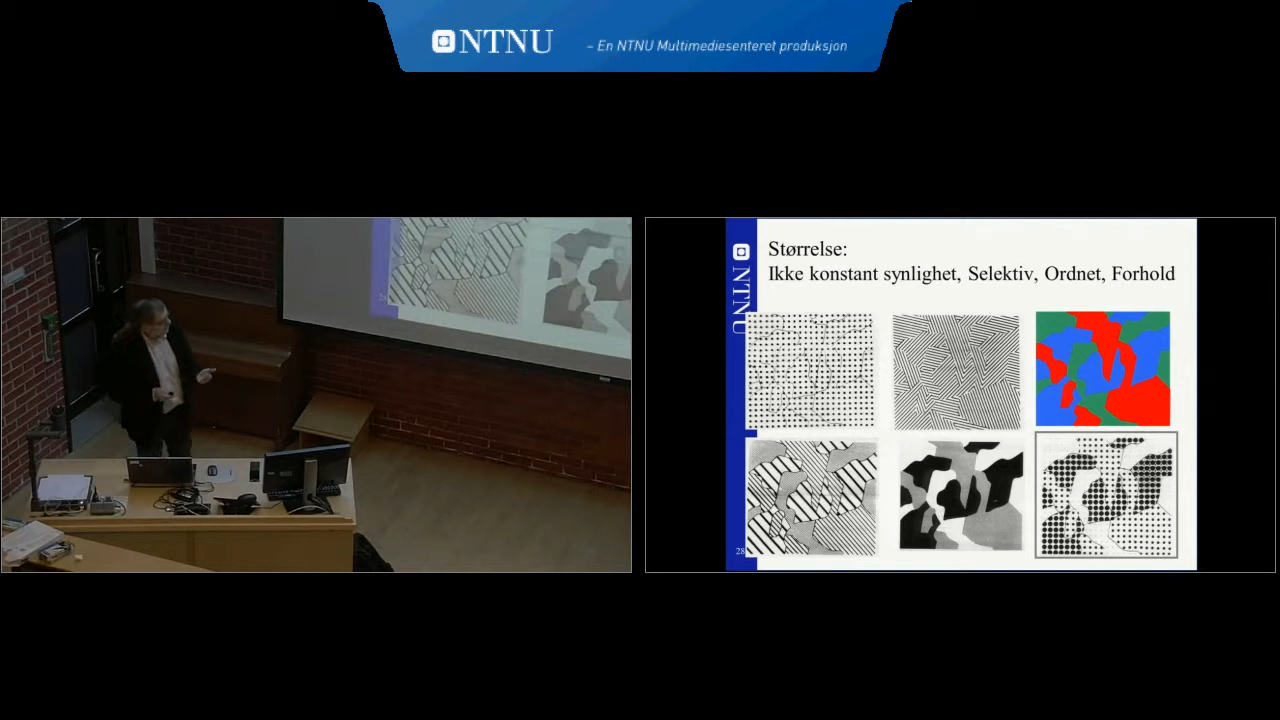 NTNU
– En NTNU Multimediesenteret produksjon
Størrelse:
Ikke konstant synlighet, Selektiv, Ordnet, Forhold
NTNU
28